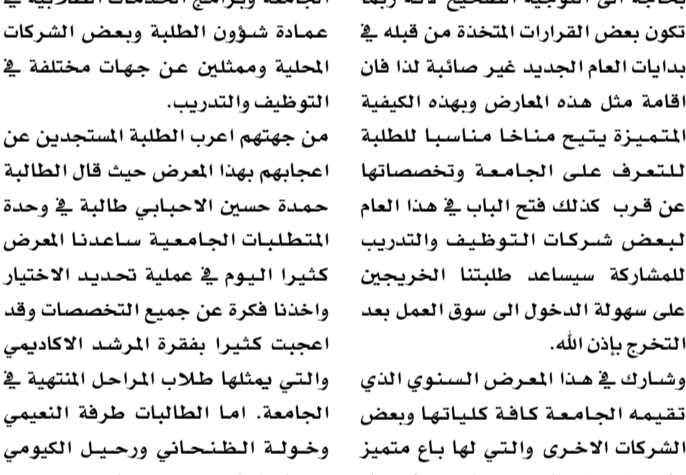 بحاجة الى التوجيه الصحيح لانه ربما
تكون بعض القرارات المتخذة من قبله في
بدايات العام الجديد غير صائبة لذا فان
اقامة مثل هذه المعارض وبهذه الكيفية
المتميزة يتيح مناخا مناسبا للطلبة
للتعرف على الجامعة وتخصصاتها
عن قرب كذلك فتح الباب في هذا العام
لبعض شركات التوظيف والتدريب
للمشاركة سيساعد طلبتنا الخريجين
على سهولة الدخول الى سوق العمل بعد
التخرج بإذن الله.
وشارك في هذا المعرض السنوي الذي
تقيمه الجامعة كافة كلياتها وبعض
الشركات الاخرى والتي لها باع متميز
الجامعة وبرامج الخدمات الطلابية في
عمادة شؤون الطلبة وبعض الشركات
المحلية وممثلين عن جهات مختلفة في
التوظيف والتدريب.
من جهتهم اعرب الطلبة المستجدين عن
اعجابهم بهذا المعرض حيث قال الطالبة
حمدة حسين الاحبابي طالبة في وحدة
المتطلبات الجامعية ساعدنا المعرض
كثيرا اليوم في عملية تحديد الاختيار
واخذنا فكرة عن جميع التخصصات وقد
اعجبت كثيرا بفقرة المرشد الاكاديمي
والتي يمثلها طلاب المراحل المنتهية في
الجامعة. اما الطالبات طرفة النعيمي
وخولة الظنحاني ورحيل الكيومي